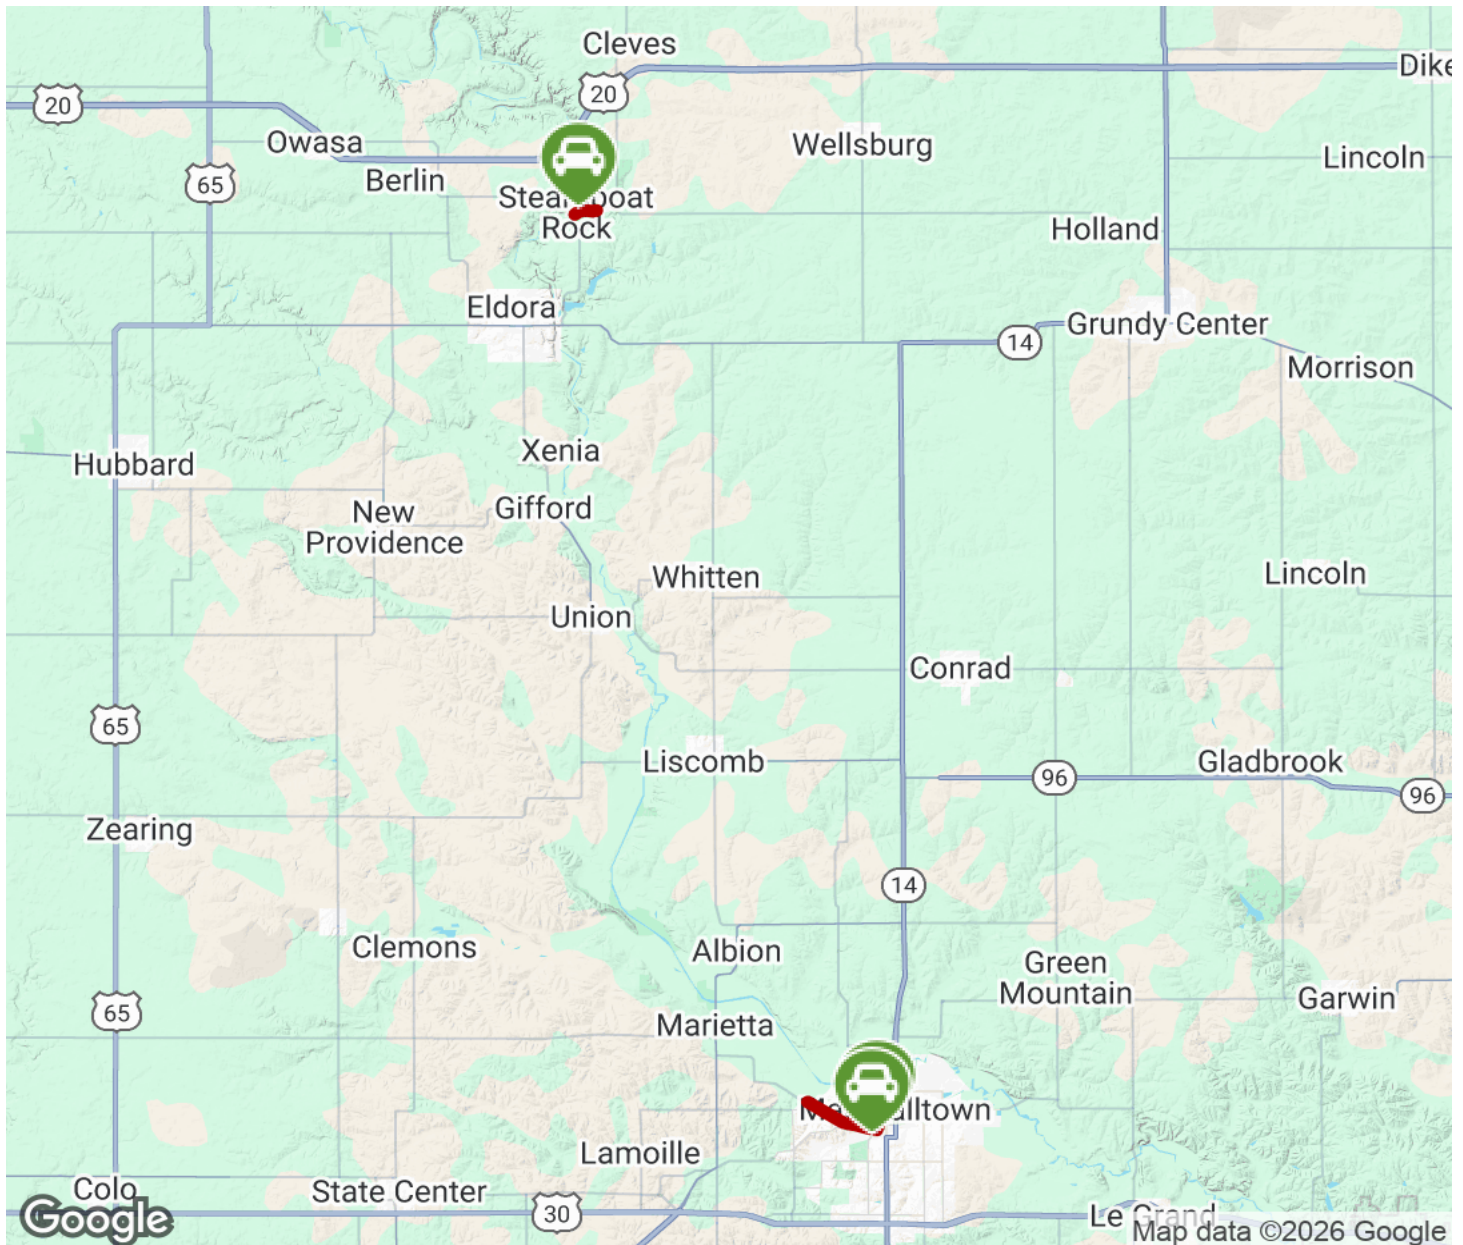 Cleves
Dike
20
20
Owasa
Wellsburg
Lincoln
65
Berlin
Steamboat
Rock
Holland
Eldora
Grundy Center
14
Morrison
Xenia
Hubbard
New
Providence
Gifford
Whitten
Lincoln
Union
Conrad
65
Liscomb
Gladbrook
96
96
Zearing
14
Clemons
Albion
Green
Mountain
Garwin
65
Marietta
Marshalltown
Lamoille
Colo
State Center
30
Le Grand
Google
Map data ©2026 Google